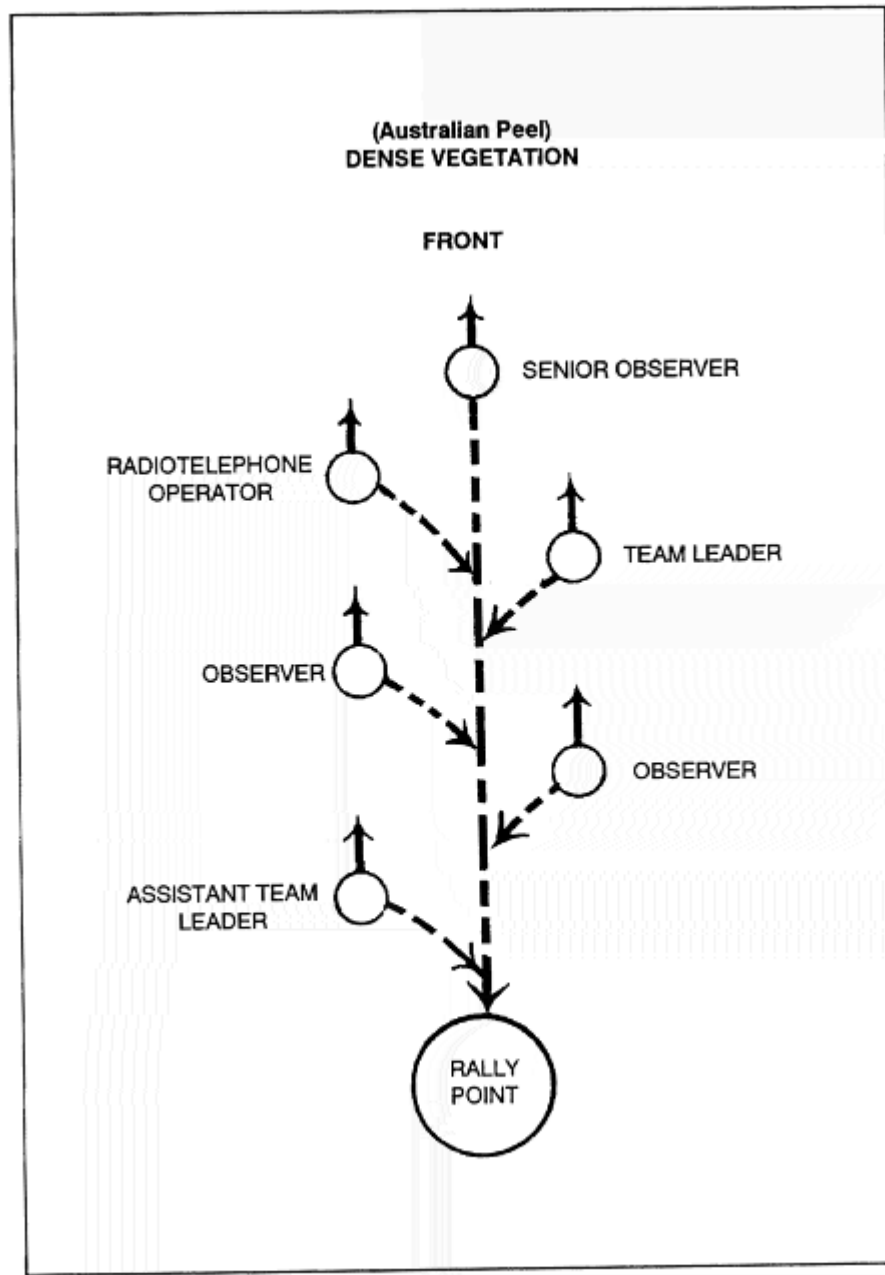 (Australian Peel)
DENSE VEGETATION
FRONT
SENIOR OBSERVER
RADIOTELEPHONE
OPERATOR
TEAM LEADER
OBSERVER
OBSERVER
ASSISTANT TEAM
LEADER
RALLY
POINT